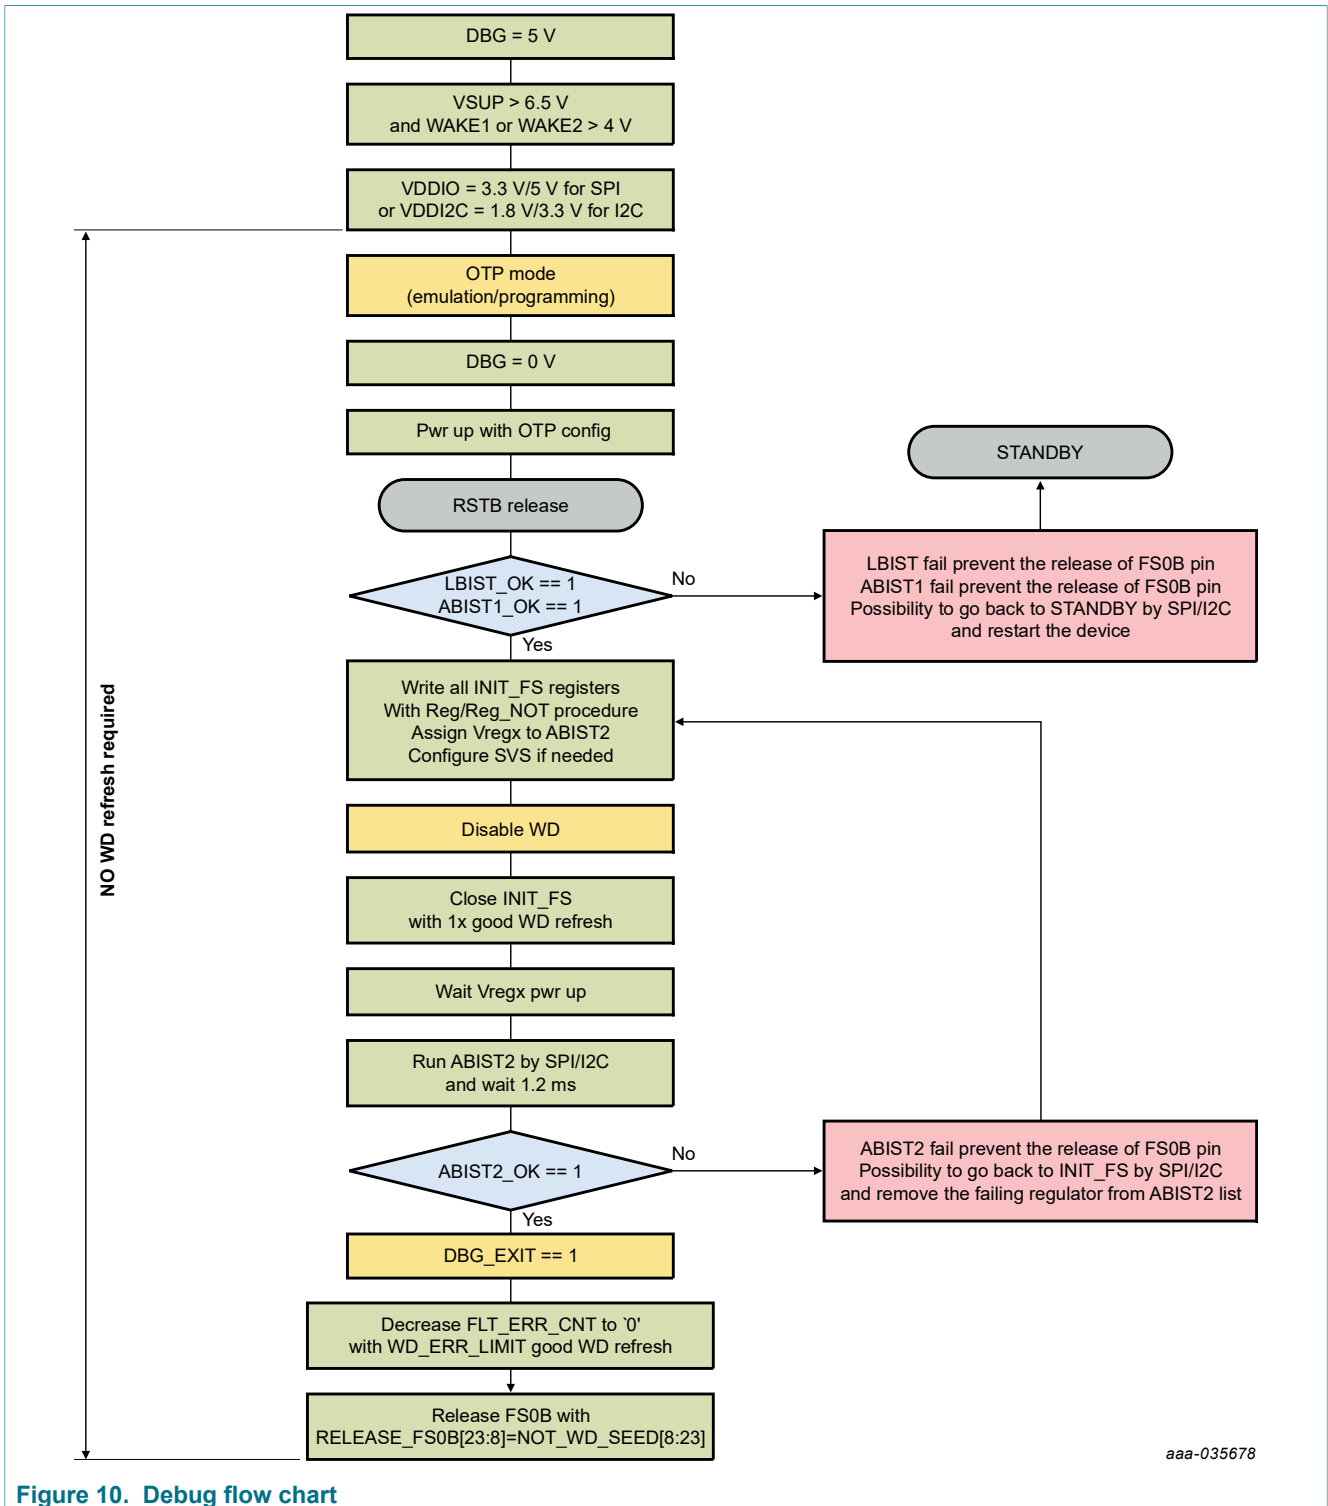 DBG = 5 V
VSUP > 6.5 V
and WAKE1 or WAKE2 > 4 V
VDDIO = 3.3 V/5 V for SPI
or VDDI2C = 1.8 V/3.3 V for I2C
OTP mode
(emulation/programming)
DBG = 0 V
Pwr up with OTP config
STANDBY
RSTB release
LBIST_OK == 1
ABIST1_OK == 1
No
LBIST fail prevent the release of FS0B pin
ABIST1 fail prevent the release of FS0B pin
Possibility to go back to STANDBY by SPI/I2C
and restart the device
Yes
Write all INIT_FS registers
With Reg/Reg_NOT procedure
Assign Vregx to ABIST2
Configure SVS if needed
NO WD refresh required
Disable WD
Close INIT_FS
with 1x good WD refresh
Wait Vregx pwr up
Run ABIST2 by SPI/I2C
and wait 1.2 ms
ABIST2_OK == 1
No
ABIST2 fail prevent the release of FS0B pin
Possibility to go back to INIT_FS by SPI/I2C
and remove the failing regulator from ABIST2 list
Yes
DBG_EXIT == 1
Decrease FLT_ERR_CNT to `0'
with WD_ERR_LIMIT good WD refresh
Release FS0B with
RELEASE_FS0B[23:8]=NOT_WD_SEED[8:23]
aaa-035678
Figure 10. Debug flow chart